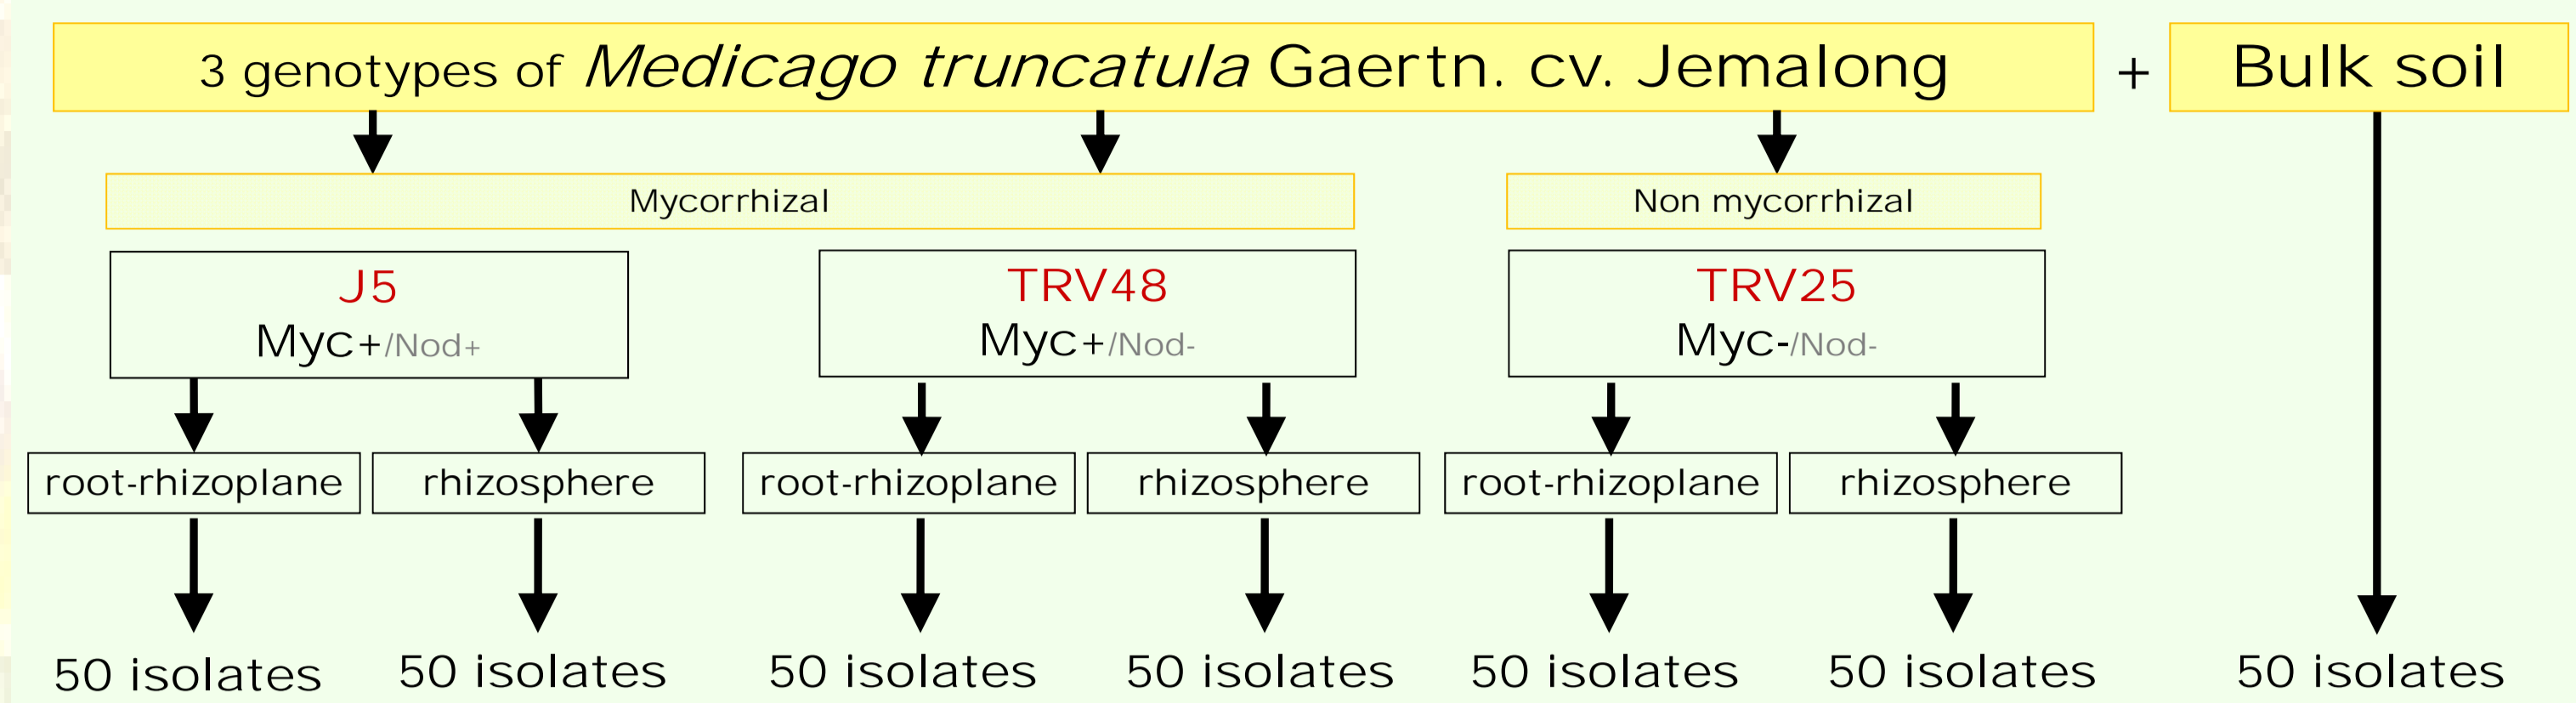 3 genotypes of Medicago truncatula Gaertn. cv. Jemalong + Bulk soil
Mycorrhizal
Non mycorrhizal
J5
Myc+/Nod+
TRV48
Myc+/Nod-
TRV25
Myc-/Nod-
root-rhizoplane
rhizosphere
root-rhizoplane
rhizosphere
root-rhizoplane
rhizosphere
50 isolates
50 isolates
50 isolates
50 isolates
50 isolates
50 isolates
50 isolates